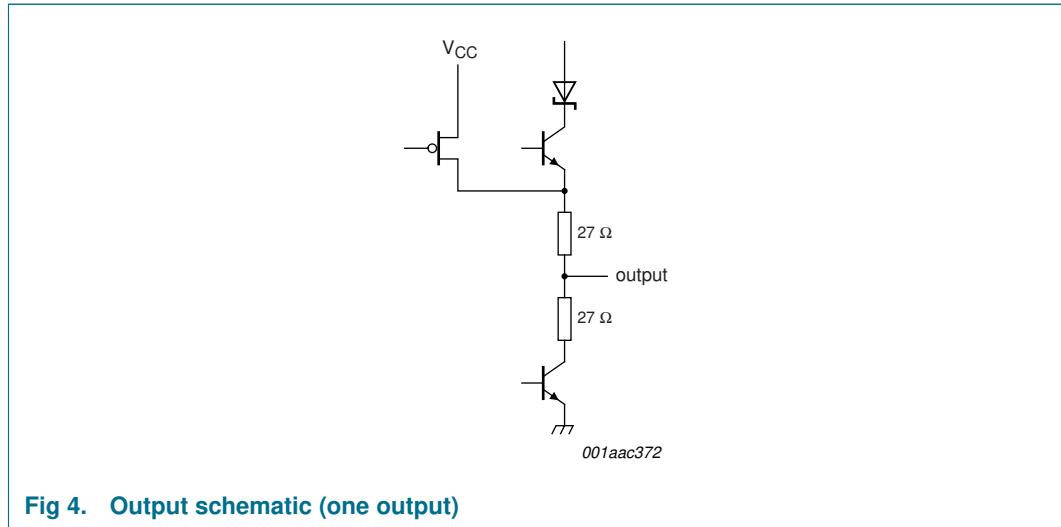 VCC
27 Ω
output
27 Ω
001aac372
Fig 4. Output schematic (one output)